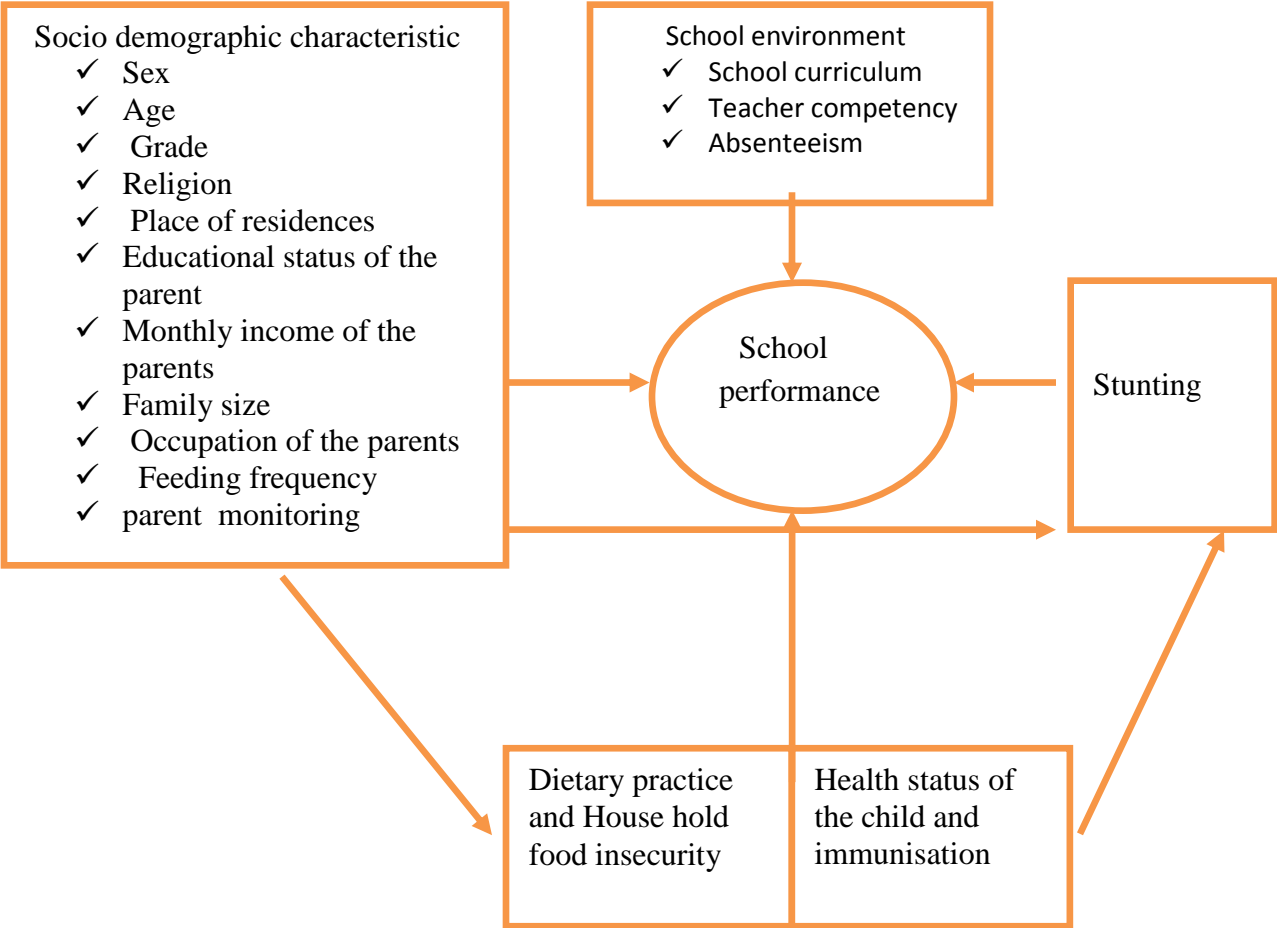 Socio demographic characteristic
✓ Sex
✓ Age
✓ Grade
✓ Religion
✓ Place of residences
✓ Educational status of the
parent
✓ Monthly income of the
parents
✓ Family size
✓ Occupation of the parents
✓ Feeding frequency
✓ parent monitoring
School environment
✓ School curriculum
✓ Teacher competency
✓ Absenteeism
School
performance
Stunting
Dietary practice
and House hold
food insecurity
Health status of
the child and
immunisation